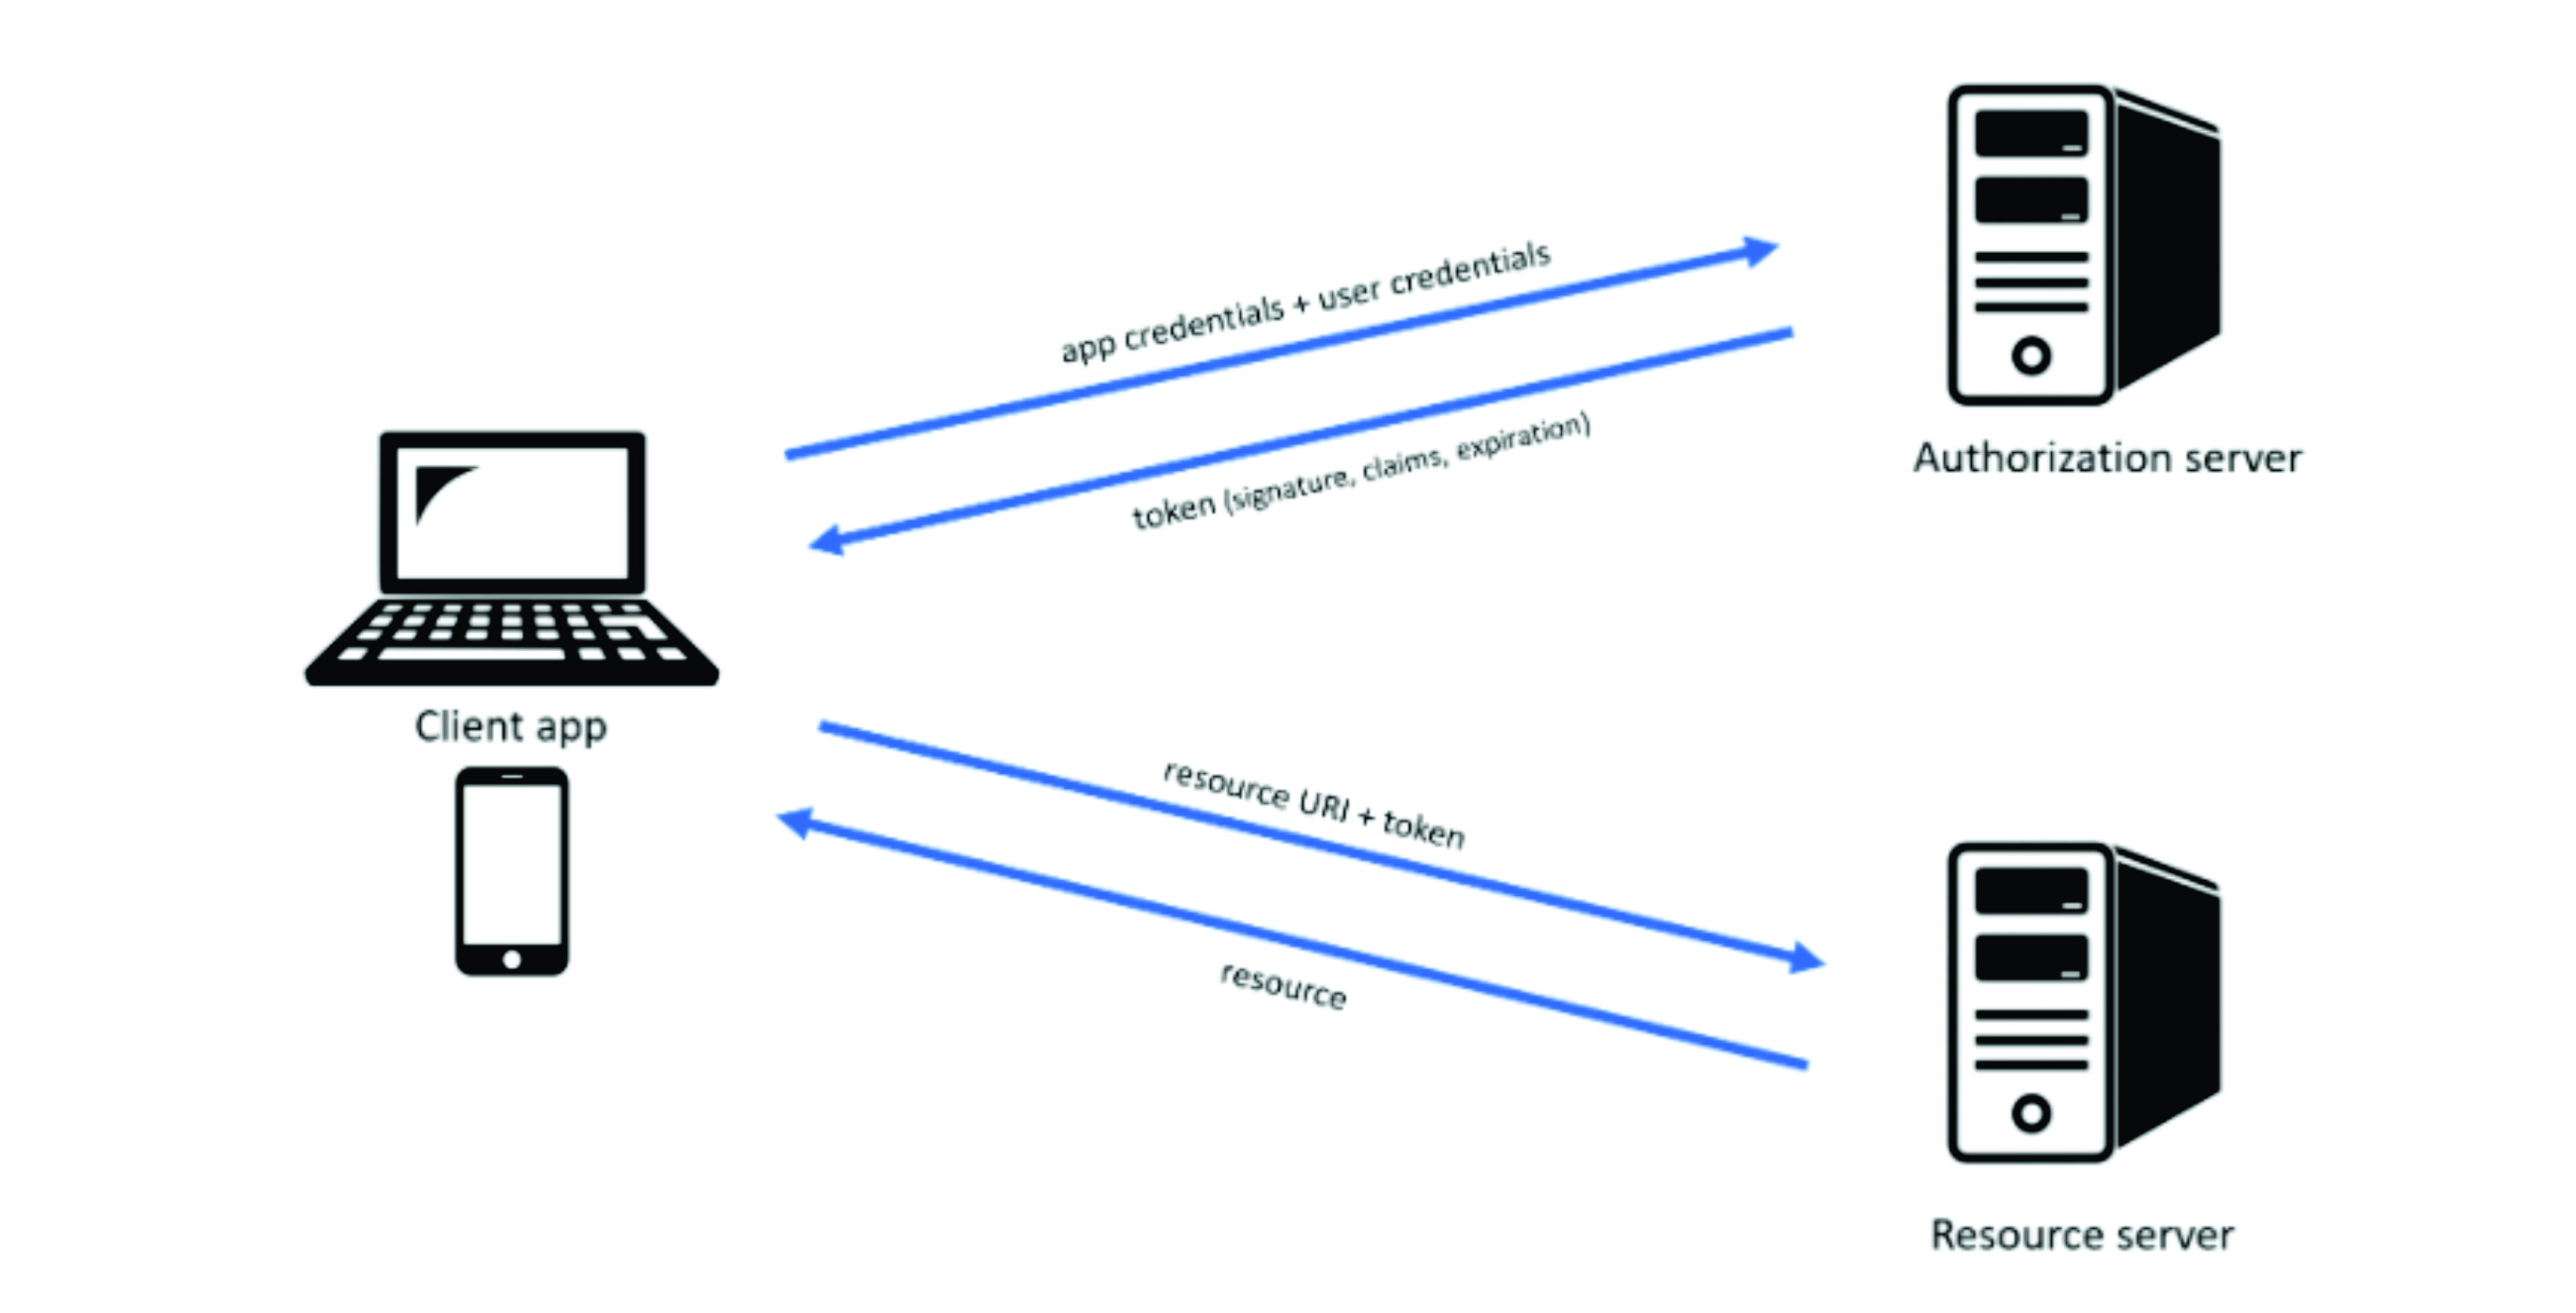 app credentials + user credentials
token (signature, claims, expiration)
Authorization server
Client app
resource URI + token
resource
Resource server